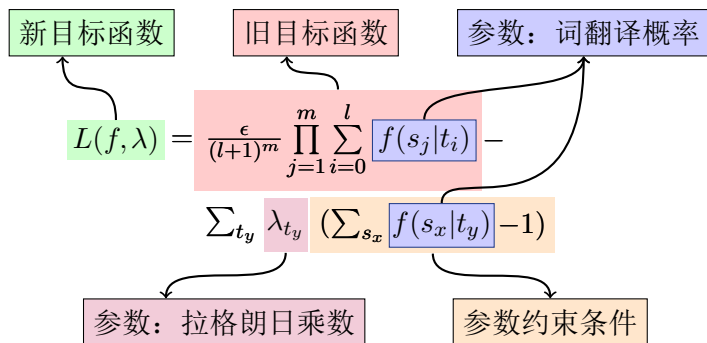 新目标函数 旧目标函数 参数：词翻译概率
L(f, λ) = \frac{ϵ}{(l+1)^m} ∏_{j=1}^{m} ∑_{i=0}^{l} f(s_j|t_i) −
∑_{t_y} λ_{t_y} (∑_{s_x} f(s_x|t_y) −1)
参数：拉格朗日乘数 参数约束条件